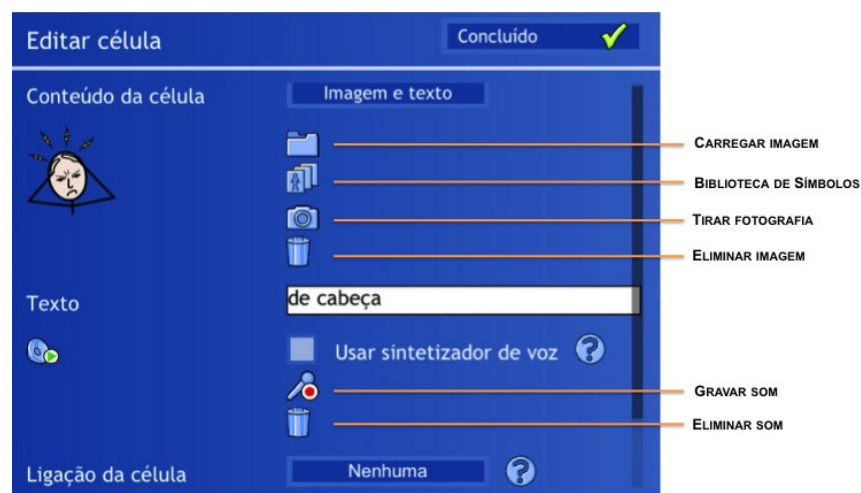 Editar célula
Concluído
Conteúdo da célula
Imagem e texto
CARREGAR IMAGEM
BIBLIOTECA DE SÍMBOLOS
TIRAR FOTOGRAFIA
ELIMINAR IMAGEM
Texto
de cabeça
Usar sintetizador de voz ?
GRAVAR SOM
ELIMINAR SOM
Ligação da célula
Nenhuma ?